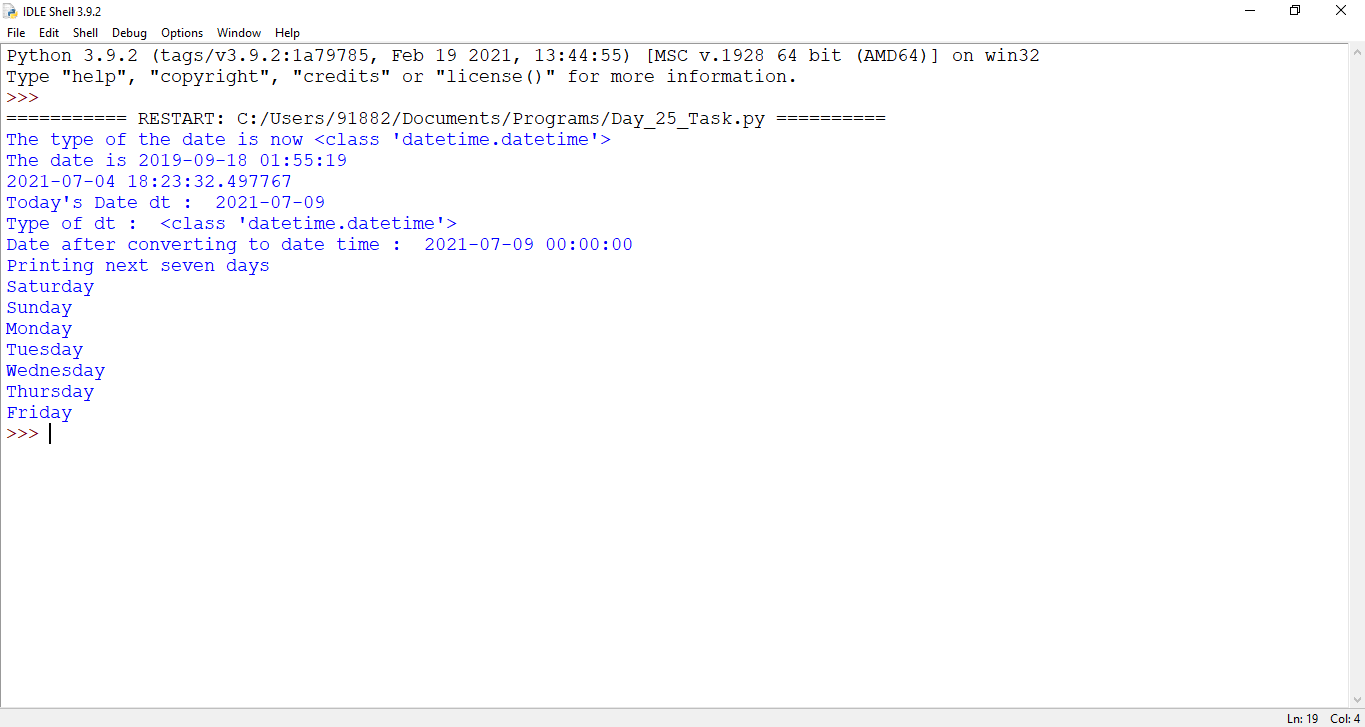 IDLE Shell 3.9.2
File Edit Shell Debug Options Window Help
Python 3.9.2 (tags/v3.9.2:1a79785, Feb 19 2021, 13:44:55) [MSC v.1928 64 bit (AMD64)] on win32
Type "help", "copyright", "credits" or "license()" for more information.
>>>
=========== RESTART: C:/Users/91882/Documents/Programs/Day_25_Task.py ==========
The type of the date is now <class 'datetime.datetime'>
The date is 2019-09-18 01:55:19
2021-07-04 18:23:32.497767
Today's Date dt :  2021-07-09
Type of dt :  <class 'datetime.datetime'>
Date after converting to date time :  2021-07-09 00:00:00
Printing next seven days
Saturday
Sunday
Monday
Tuesday
Wednesday
Thursday
Friday
>>>
Ln: 19 Col: 4